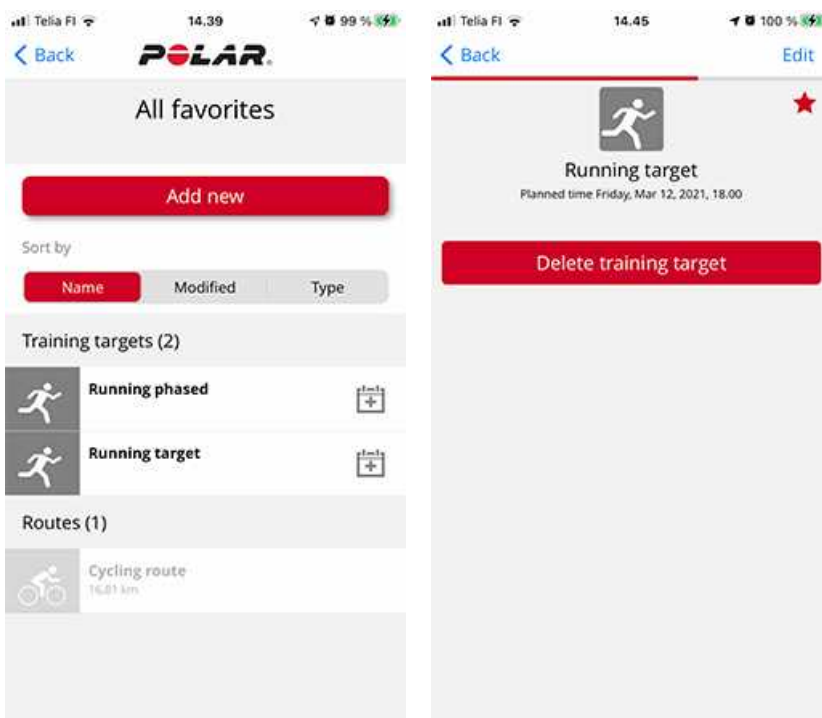 Telia FI 14.39 99 %
Back POLAR.
All favorites
Add new
Sort by
Name Modified Type
Training targets (2)
Running phased
Running target
Routes (1)
Cycling route
16,81 km
Telia FI 14.45 100 %
Back Edit
Running target
Planned time Friday, Mar 12, 2021, 18.00
Delete training target